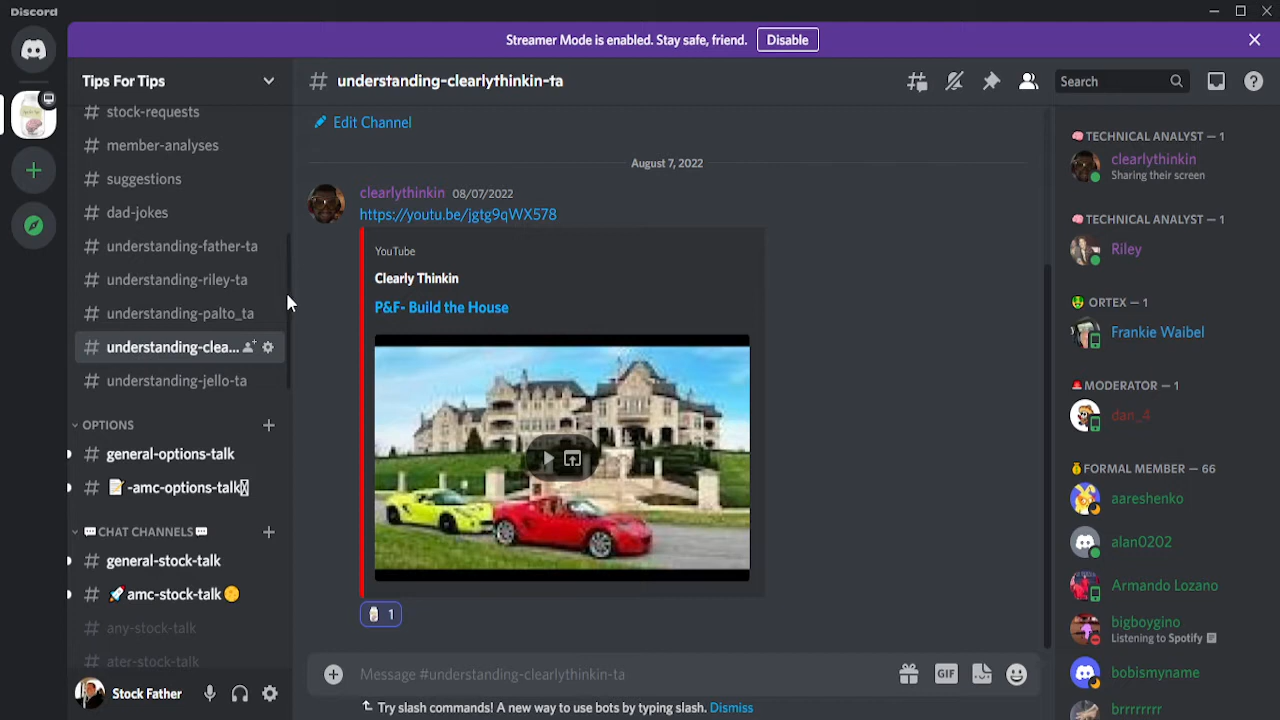 Discord
Streamer Mode is enabled. Stay safe, friend.
Disable
Tips For Tips
stock-requests
member-analyses
suggestions
dad-jokes
understanding-father-ta
understanding-riley-ta
understanding-palto_ta
understanding-clea...
understanding-jello-ta
OPTIONS
general-options-talk
-amc-options-talk
CHAT CHANNELS
general-stock-talk
amc-stock-talk
any-stock-talk
ater-stock-talk
Stock Father
understanding-clearlythinkin-ta
Search
Edit Channel
August 7, 2022
clearlythinkin 08/07/2022
https://youtu.be/jgtg9qWX578
YouTube
Clearly Thinkin
P&F- Build the House
1
Message #understanding-clearlythinkin-ta
GIF
Try slash commands! A new way to use bots by typing slash. Dismiss
TECHNICAL ANALYST — 1
clearlythinkin
Sharing their screen
TECHNICAL ANALYST — 1
Riley
ORTEX — 1
Frankie Waibel
MODERATOR — 1
dan_4
FORMAL MEMBER — 66
aareshenko
alan0202
Armando Lozano
bigboygino
Listening to Spotify
bobismyname